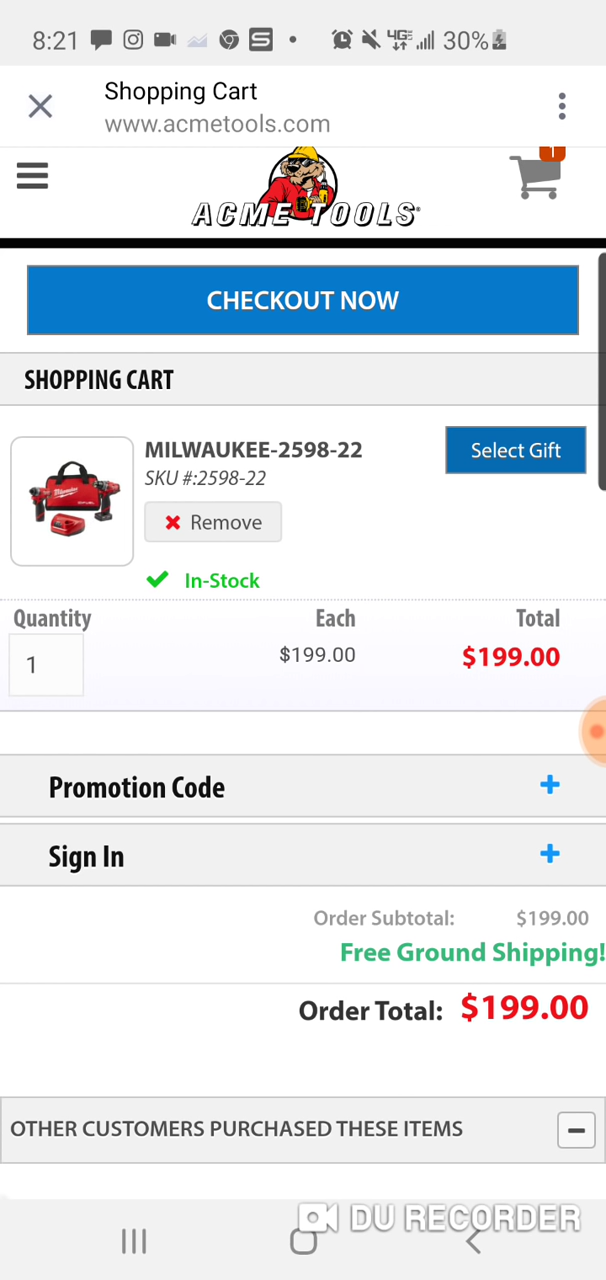 8:21 S 4GE 30%
Shopping Cart
www.acmetools.com
1
ACME TOOLS
CHECKOUT NOW
SHOPPING CART
MILWAUKEE-2598-22
Select Gift
SKU #:2598-22
Remove
In-Stock
Quantity Each Total
1 $199.00 $199.00
Promotion Code +
Sign In +
Order Subtotal: $199.00
Free Ground Shipping!
Order Total: $199.00
OTHER CUSTOMERS PURCHASED THESE ITEMS
DU RECORDER